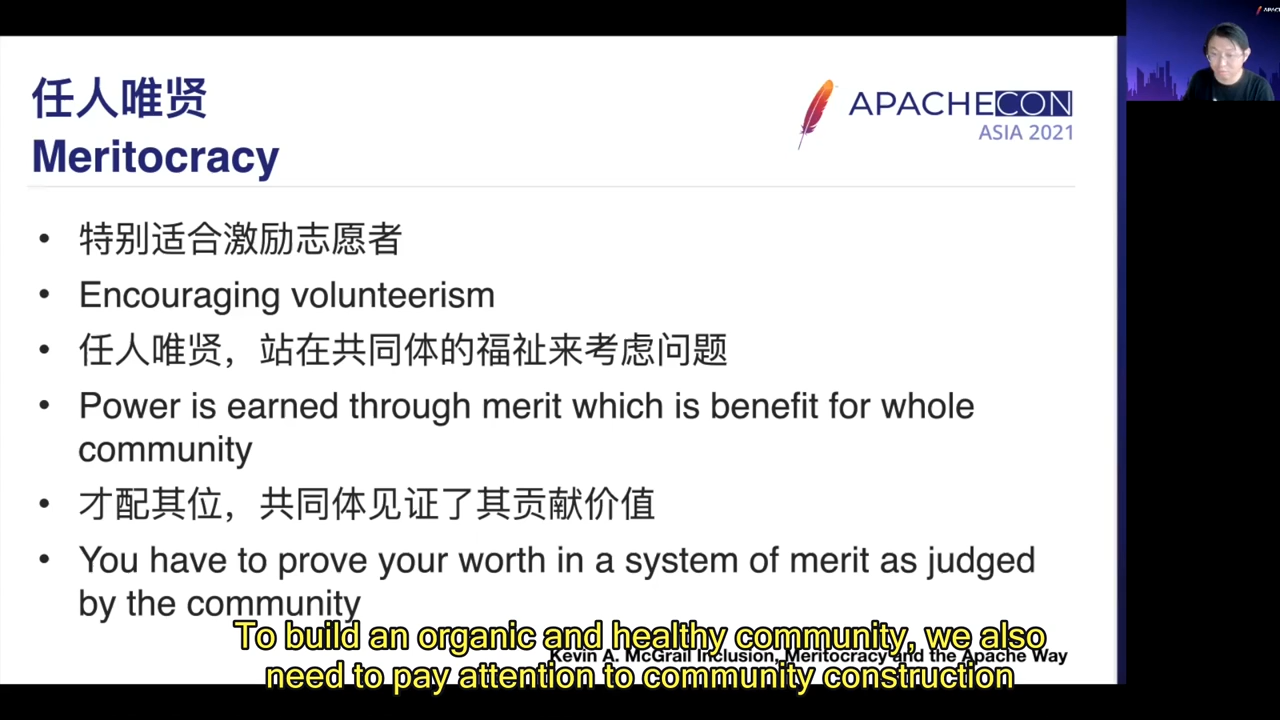 任人唯贤
Meritocracy
APACHECON
ASIA 2021
• 特别适合激励志愿者
• Encouraging volunteerism
• 任人唯贤，站在共同体的福祉来考虑问题
• Power is earned through merit which is benefit for whole
community
• 才配其位，共同体见证了其贡献价值
• You have to prove your worth in a system of merit as judged
by the community
Kevin A. McGrail Inclusion, Meritocracy and the Apache Way
To build an organic and healthy community, we also
need to pay attention to community construction